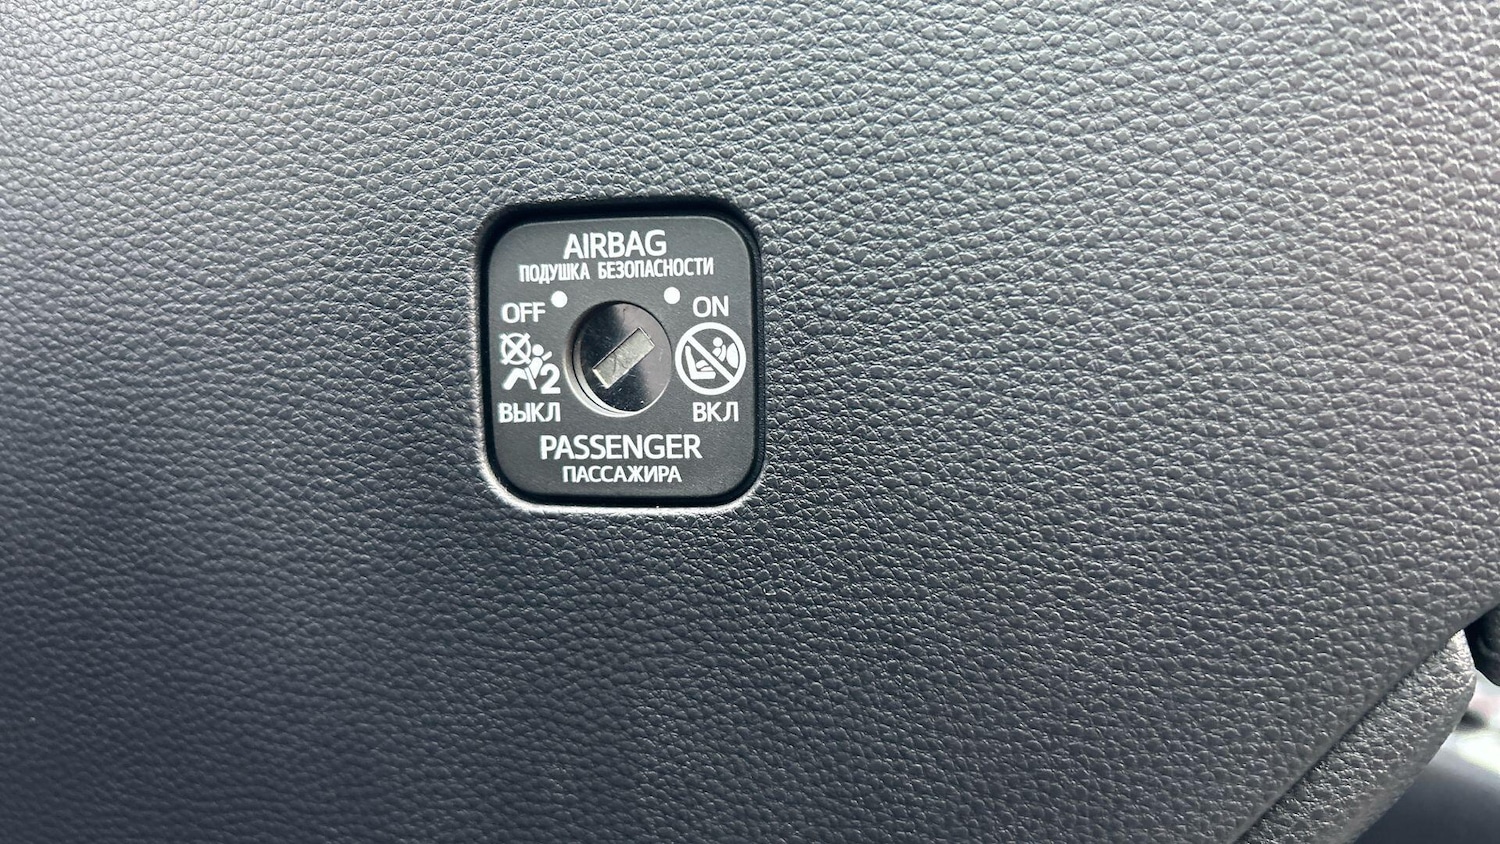 AIRBAG
ПОДУШКА БЕЗОПАСНОСТИ
OFF ON
2
ВЫКЛ ВКЛ
PASSENGER
ПАССАЖИРА